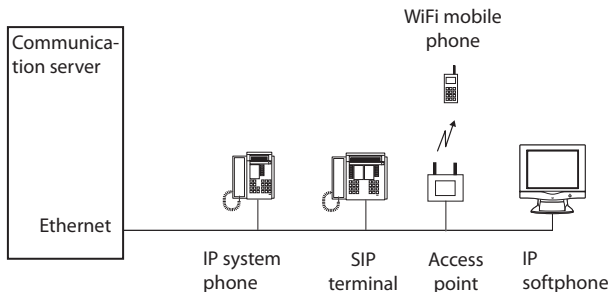 WiFi mobile
phone
Communica-
tion server
Ethernet
IP system
phone
SIP
terminal
Access
point
IP
softphone